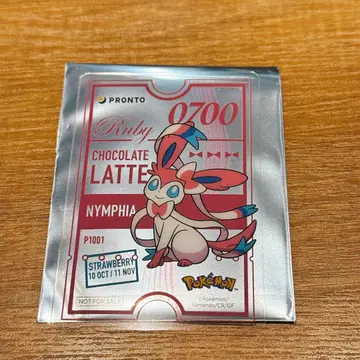 PRONTO
Ruby
0700
CHOCOLATE
LATTE
NYMPHIA
P1001
STRAWBERRY
10 OCT / 11 NOV
NOT FOR SALE
Pokémon
©Pokémon/
Nintendo/CR/GF